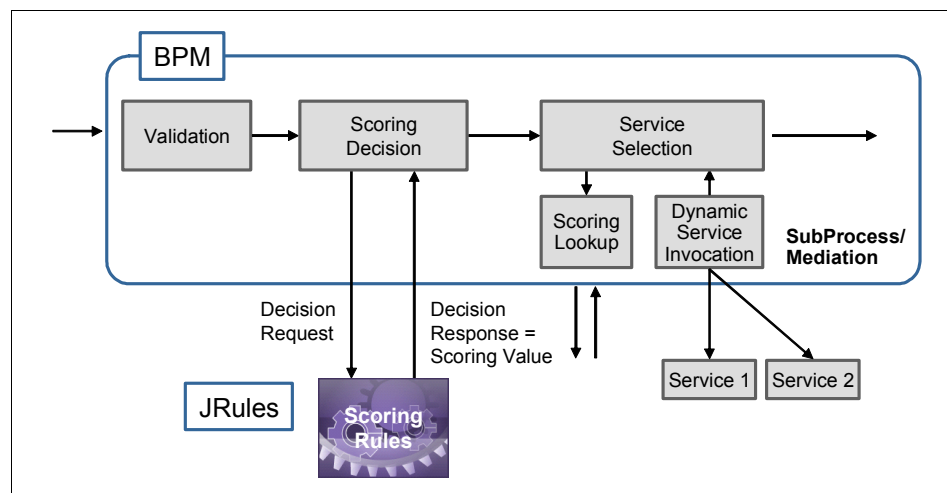 BPM
Validation
Scoring
Decision
Service
Selection
Scoring
Lookup
Dynamic
Service
Invocation
SubProcess/
Mediation
Decision
Request
Decision
Response =
Scoring Value
JRules
Scoring
Rules
Service 1
Service 2